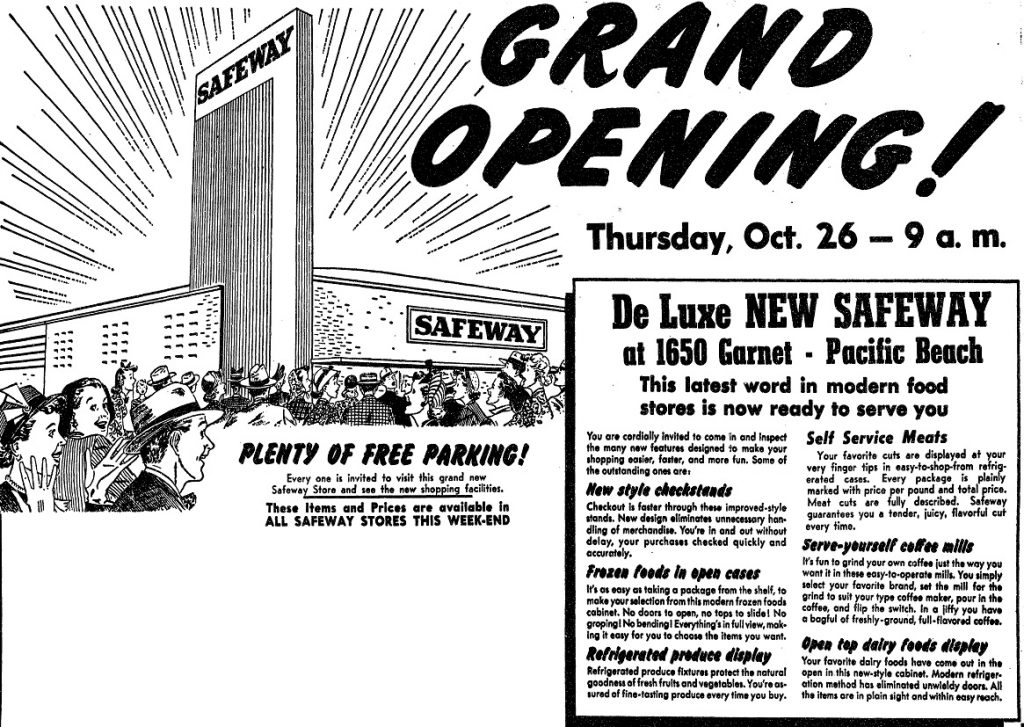 SAFEWAY
GRAND
OPENING!
Thursday, Oct. 26 — 9 a. m.
SAFEWAY
PLENTY OF FREE PARKING!
Every one is invited to visit this grand new
Safeway Store and see the new shopping facilities.
These Items and Prices are available in
ALL SAFEWAY STORES THIS WEEK-END
De Luxe NEW SAFEWAY
at 1650 Garnet - Pacific Beach
This latest word in modern food
stores is now ready to serve you
You are cordially invited to come in and inspect
the many new features designed to make your
shopping easier, faster, and more fun. Some of
the outstanding ones are:
New style checkstands
Checkout is faster through these improved-style
stands. New design eliminates unnecessary han-
dling of merchandise. You're in and out without
delay, your purchases checked quickly and
accurately.
Frozen foods in open cases
It's as easy as taking a package from the shelf, to
make your selection from this modern frozen foods
cabinet. No doors to open, no tops to slide! No
groping! No bending! Everything's in full view, mak-
ing it easy for you to choose the items you want.
Refrigerated produce display
Refrigerated produce fixtures protect the natural
goodness of fresh fruits and vegetables. You're as-
sured of fine-tasting produce every time you buy.
Self Service Meats
Your favorite cuts are displayed at your
very finger tips in easy-to-shop-from refrig-
erated cases. Every package is plainly
marked with price per pound and total price.
Meat cuts are fully described. Safeway
guarantees you a tender, juicy, flavorful cut
every time.
Serve-yourself coffee mills
It's fun to grind your own coffee just the way you
want it in these easy-to-operate mills. You simply
select your favorite brand, set the mill for the
grind to suit your type coffee maker, pour in the
coffee, and flip the switch. In a jiffy you have
a bagful of freshly-ground, full-flavored coffee.
Open top dairy foods display
Your favorite dairy foods have come out in the
open in this new-style cabinet. Modern refriger-
ation method has eliminated unwieldy doors. All
the items are in plain sight and within easy reach.